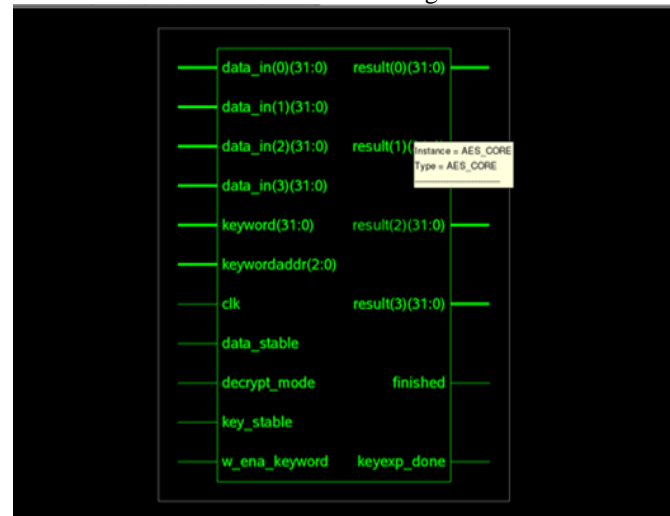 data_in(0)(31:0) result(0)(31:0)
data_in(1)(31:0)
data_in(2)(31:0) result(1)(
Instance = AES_CORE
Type = AES_CORE
data_in(3)(31:0)
keyword(31:0) result(2)(31:0)
keywordaddr(2:0)
clk result(3)(31:0)
data_stable
decrypt_mode finished
key_stable
w_ena_keyword keyexp_done